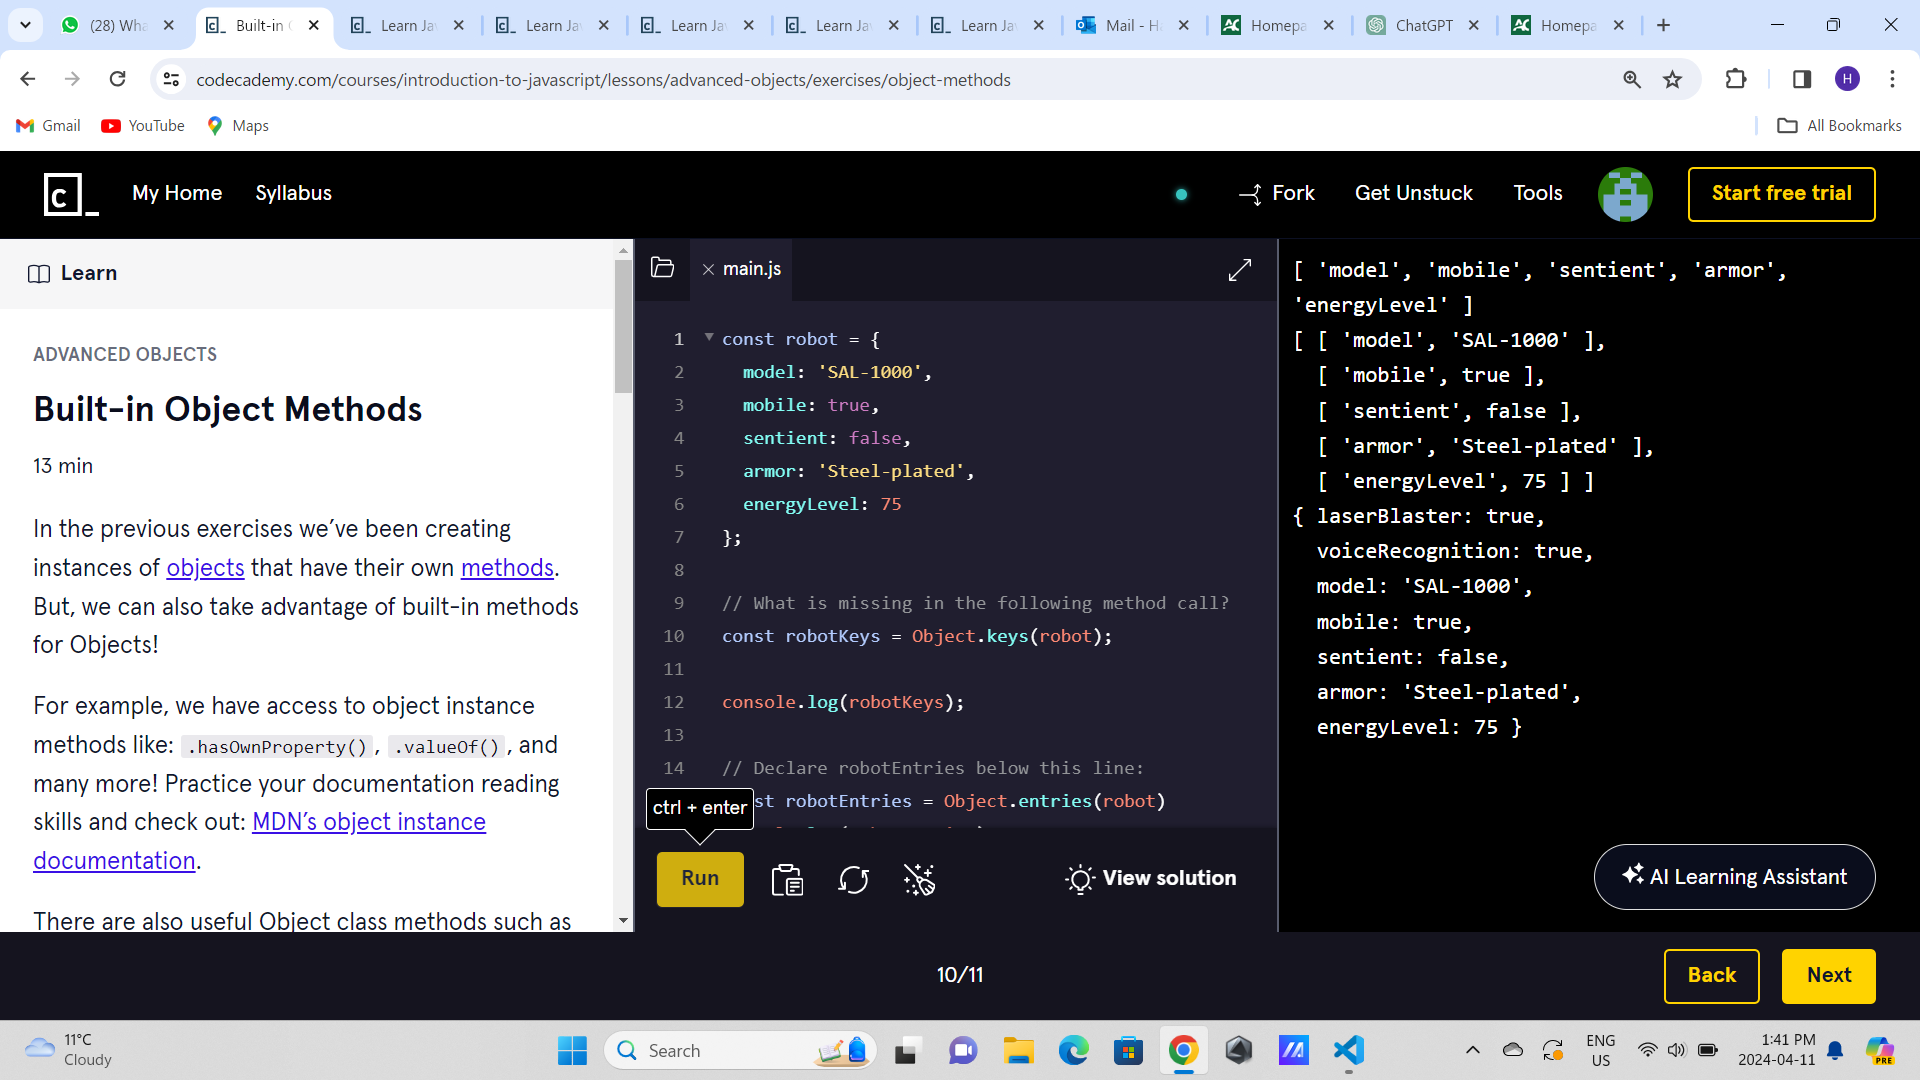 (28) Wha
Built-in
Learn Ja
Learn Ja
Learn Ja
Learn Ja
Learn Ja
Mail - H
Homepa
ChatGPT
Homepa
codecademy.com/courses/introduction-to-javascript/lessons/advanced-objects/exercises/object-methods
H
Gmail
YouTube
Maps
All Bookmarks
c_
My Home
Syllabus
Fork
Get Unstuck
Tools
Start free trial
Learn
ADVANCED OBJECTS
Built-in Object Methods
13 min
In the previous exercises we’ve been creating
instances of objects that have their own methods.
But, we can also take advantage of built-in methods
for Objects!
For example, we have access to object instance
methods like: .hasOwnProperty(), .valueOf(), and
many more! Practice your documentation reading
skills and check out: MDN’s object instance
documentation.
There are also useful Object class methods such as
main.js
1 const robot = {
2 model: 'SAL-1000',
3 mobile: true,
4 sentient: false,
5 armor: 'Steel-plated',
6 energyLevel: 75
7 };
8
9 // What is missing in the following method call?
10 const robotKeys = Object.keys(robot);
11
12 console.log(robotKeys);
13
14 // Declare robotEntries below this line:
st robotEntries = Object.entries(robot)
ctrl + enter
Run
View solution
[ 'model', 'mobile', 'sentient', 'armor',
'energyLevel' ]
[ [ 'model', 'SAL-1000' ],
[ 'mobile', true ],
[ 'sentient', false ],
[ 'armor', 'Steel-plated' ],
[ 'energyLevel', 75 ] ]
{ laserBlaster: true,
voiceRecognition: true,
model: 'SAL-1000',
mobile: true,
sentient: false,
armor: 'Steel-plated',
energyLevel: 75 }
AI Learning Assistant
10/11
Back
Next
11°C
Cloudy
Search
ENG
US
1:41 PM
2024-04-11
PRE